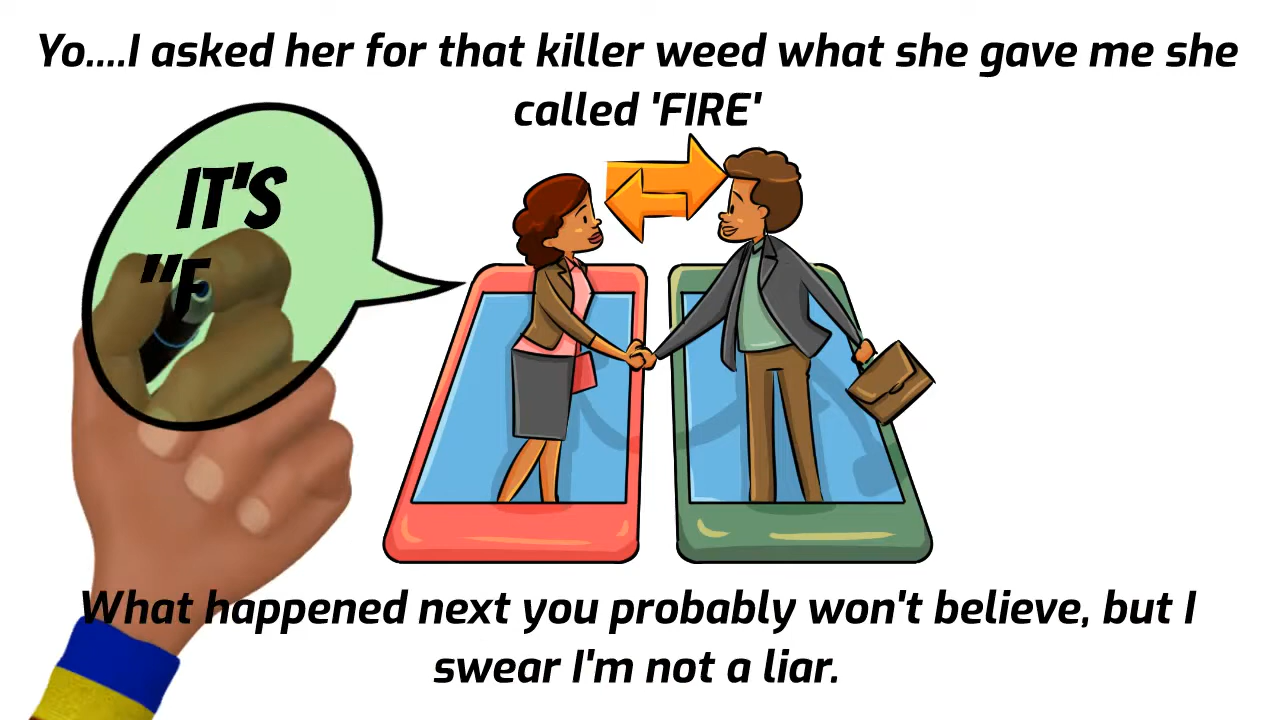 Yo....I asked her for that killer weed what she gave me she
called 'FIRE'
IT'S
"F
What happened next you probably won't believe, but I
swear I'm not a liar.